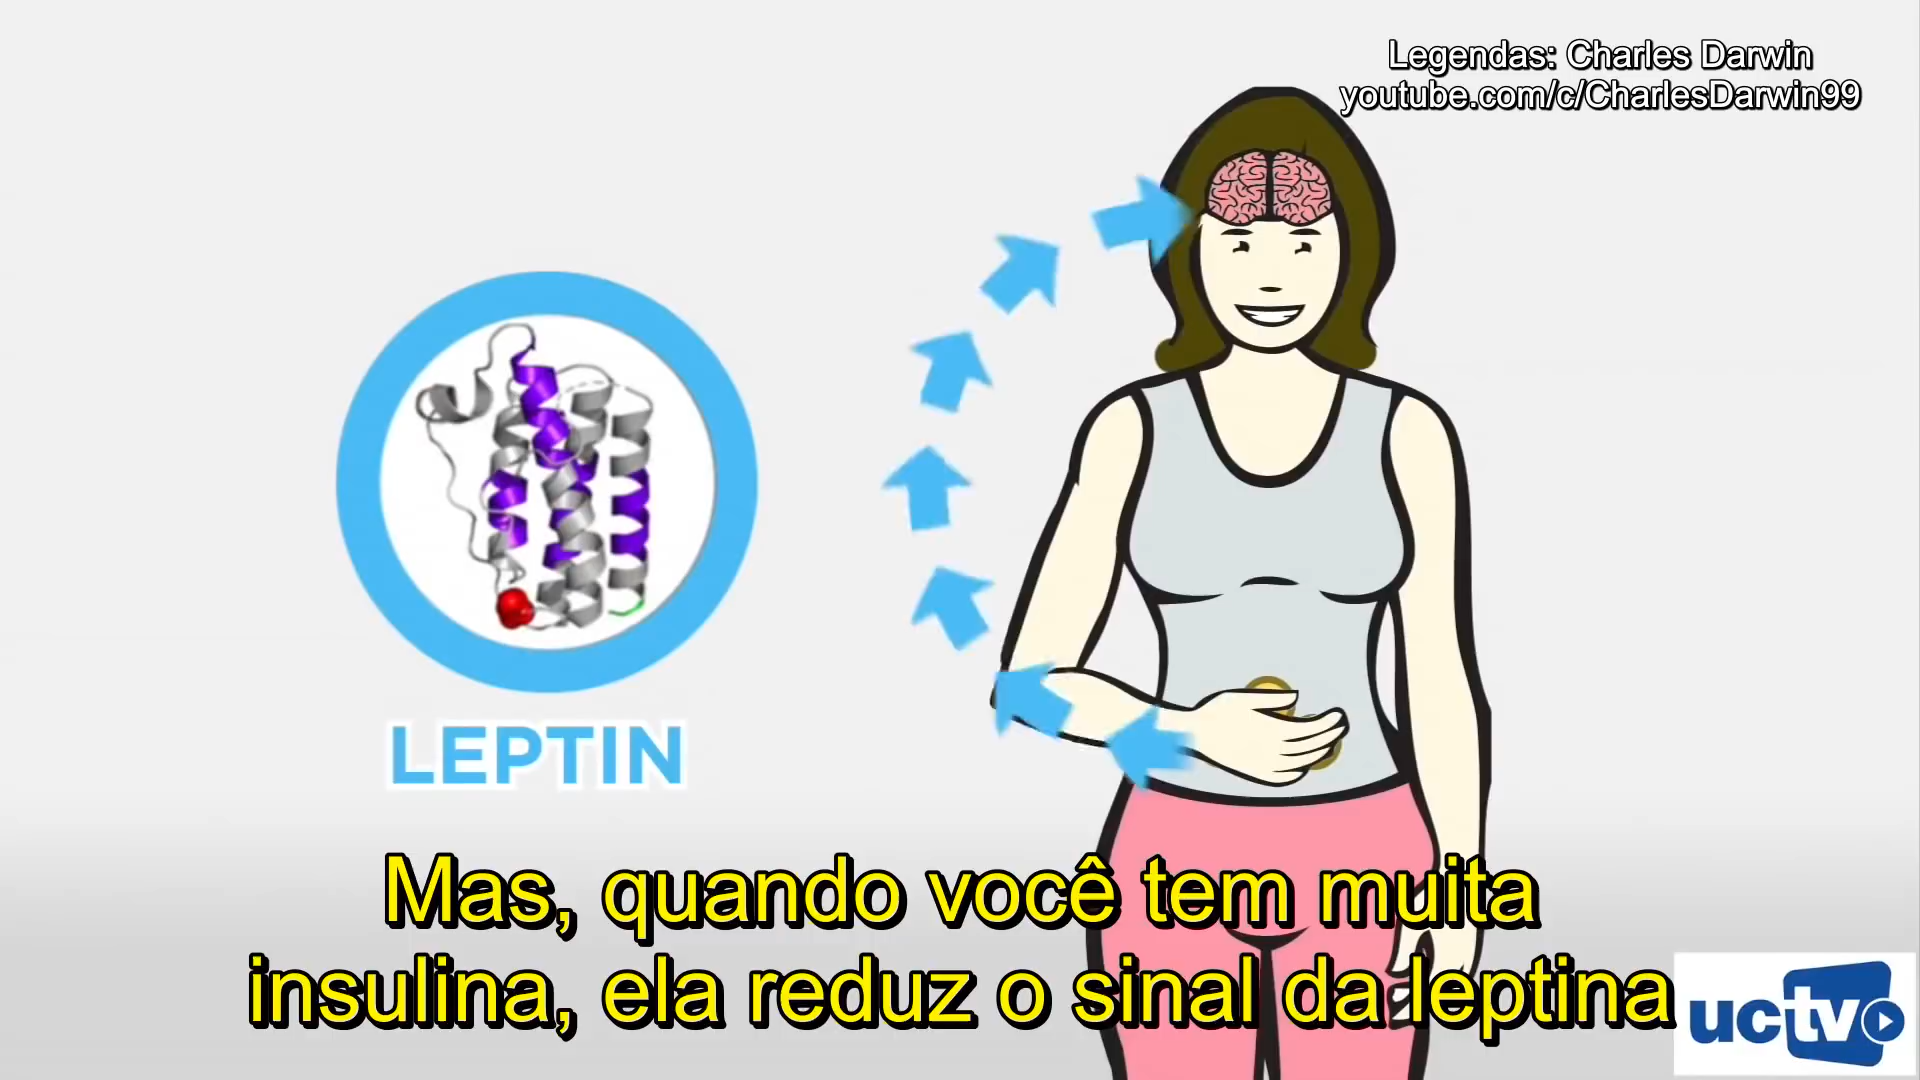 Legendas: Charles Darwin
youtube.com/c/CharlesDarwin99
LEPTIN
Mas, quando você tem muita
insulina, ela reduz o sinal da leptina
uctv